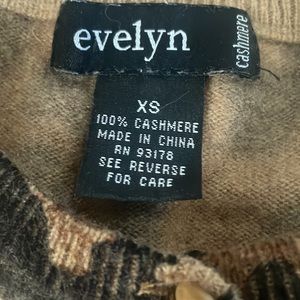 evelyn
cashmere
XS
100% CASHMERE
MADE IN CHINA
RN 93178
SEE REVERSE
FOR CARE